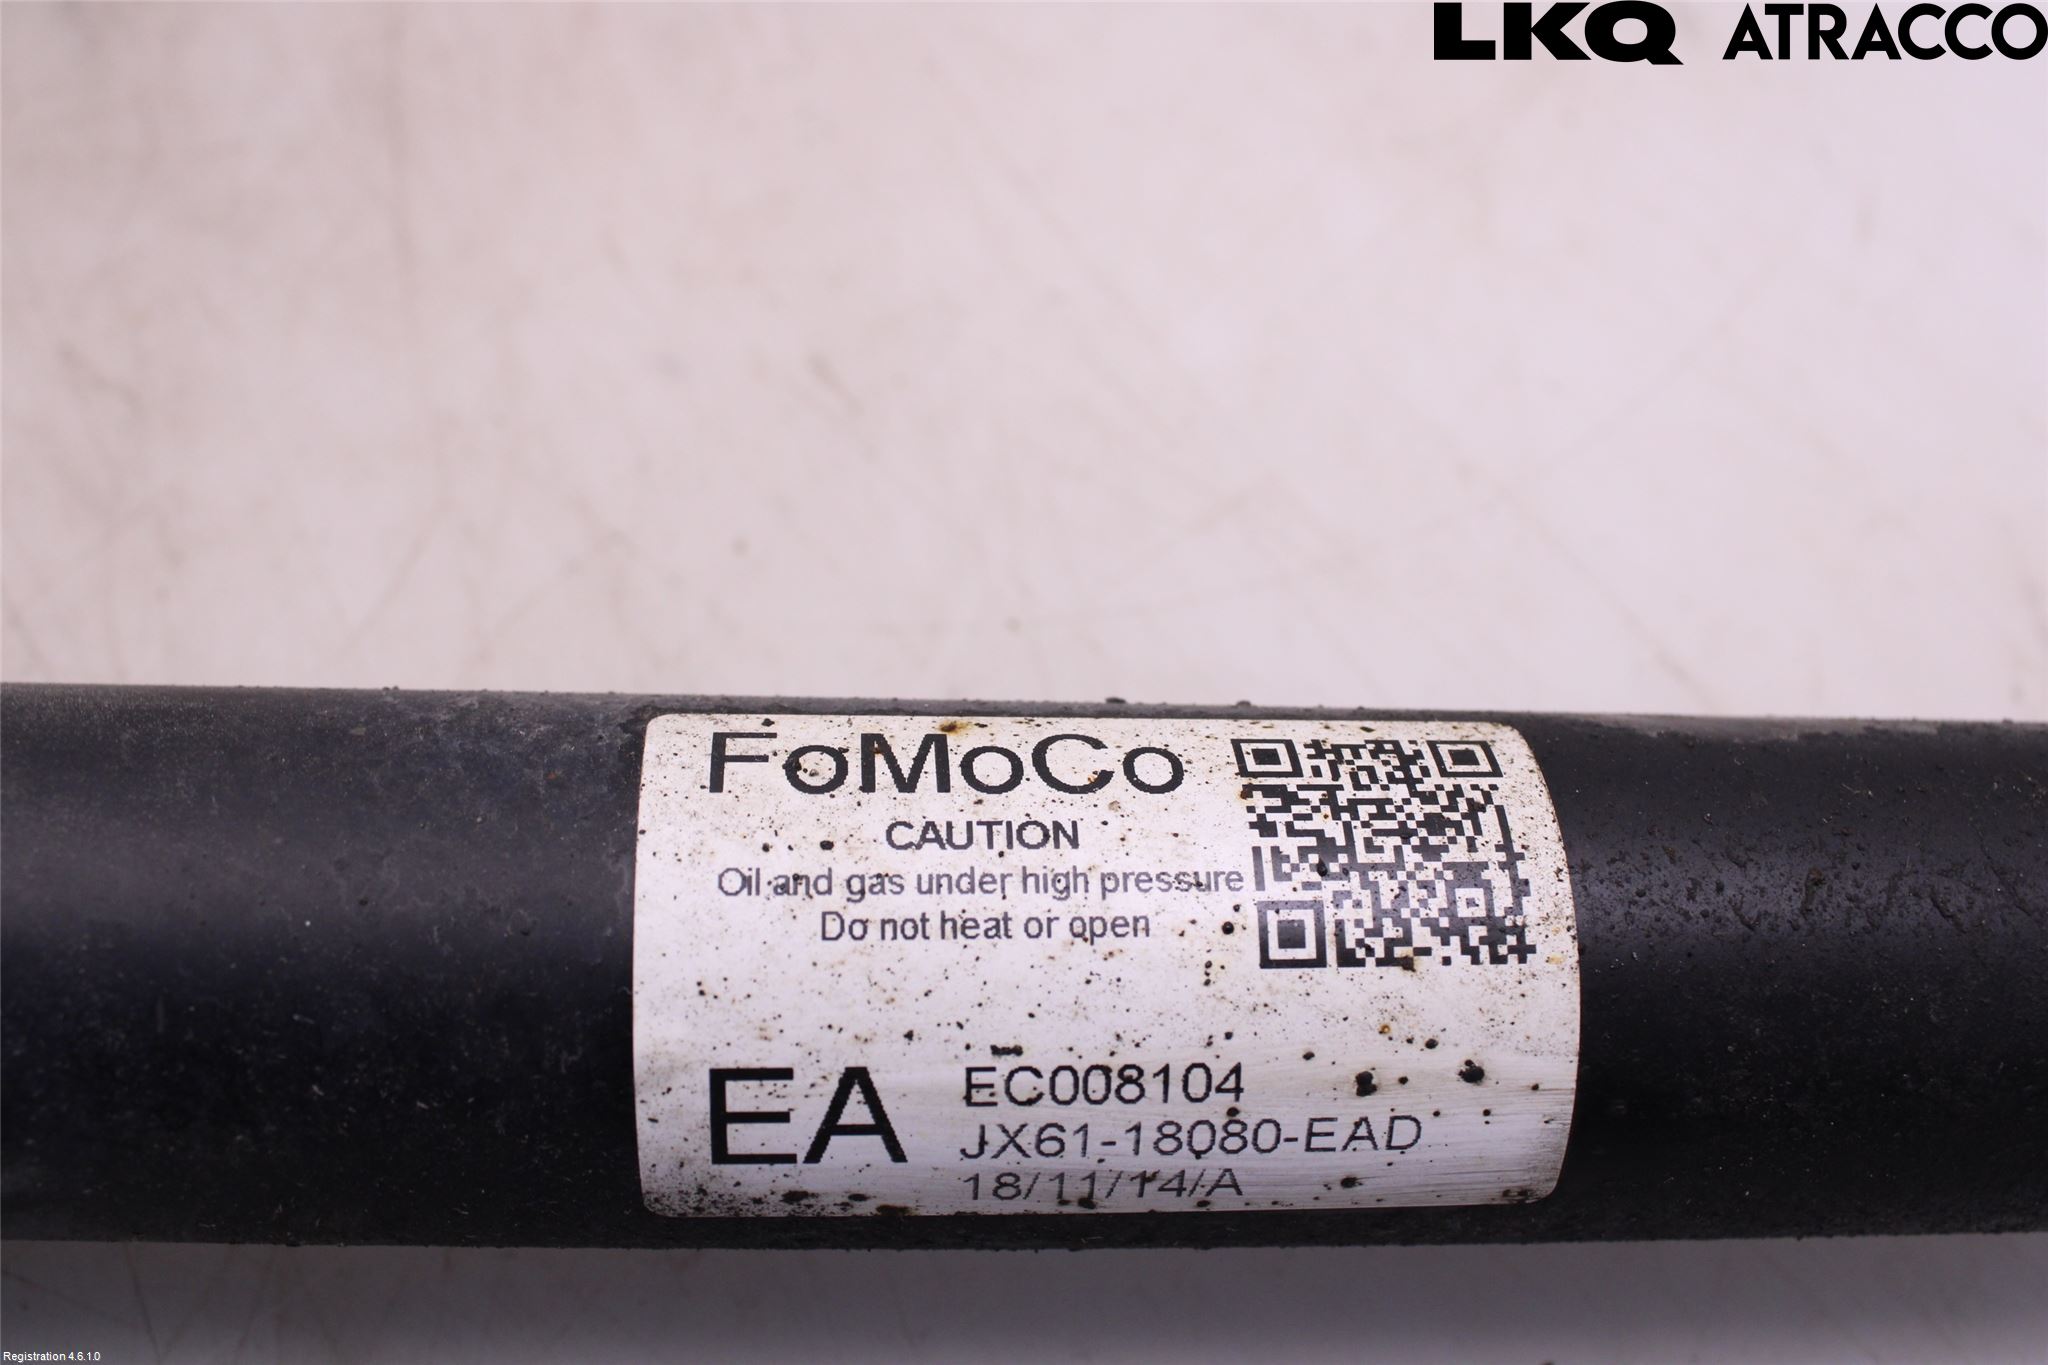 LKQ ATRACCO
FoMoCo
CAUTION
Oil and gas under high pressure
Do not heat or open
EA
EC008104
JX61-18080-EAD
18/11/14/A
Registration 4.6.1.0